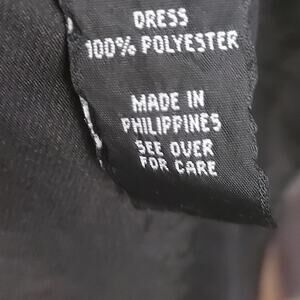 DRESS
100% POLYESTER
MADE IN
PHILIPPINES
SEE OVER
FOR CARE